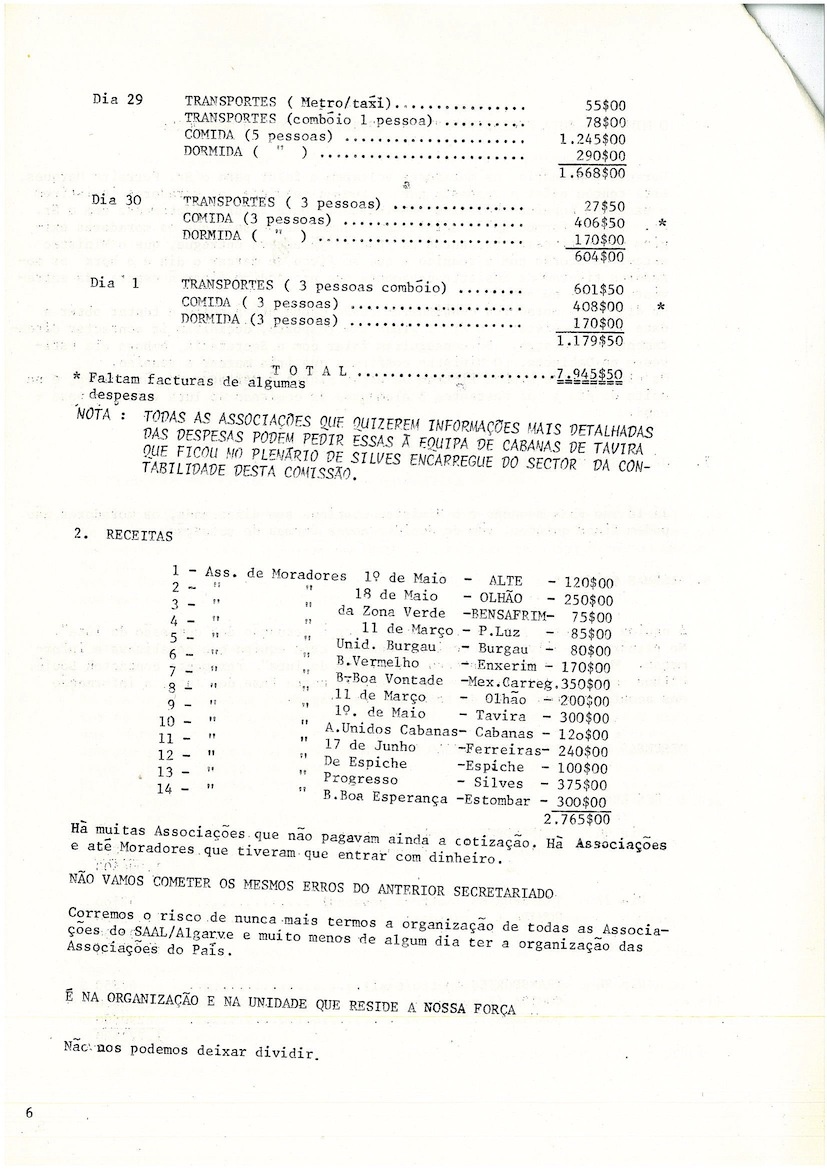 Dia 29 TRANSPORTES ( Metro/taxi)................ 55$00
TRANSPORTES (combõio 1 pessoa) .......... 78$00
COMIDA (5 pessoas) ...................... 1.245$00
DORMIDA ( " ) ......................... 290$00
1.668$00
Dia 30 TRANSPORTES ( 3 pessoas) ................ 27$50
COMIDA (3 pessoas) ...................... 406$50 *
DORMIDA ( " ) ......................... 170$00
604$00
Dia 1 TRANSPORTES ( 3 pessoas combõio) ........ 601$50
COMIDA ( 3 pessoas) ..................... 408$00 *
DORMIDA (3 pessoas) ..................... 170$00
1.179$50
T O T A L ........................7.945$50
* Faltam facturas de algumas
despesas
NOTA : TODAS AS ASSOCIAÇÕES QUE QUIZEREM INFORMAÇÕES MAIS DETALHADAS
DAS DESPESAS PODEM PEDIR ESSAS Ã EQUIPA DE CABANAS DE TAVIRA
QUE FICOU NO PLENÁRIO DE SILVES ENCARREGUE DO SECTOR DA CON-
TABILIDADE DESTA COMISSÃO.
2. RECEITAS
1 - Ass. de Moradores 1º de Maio - ALTE - 120$00
2 - " " 18 de Maio - OLHÃO - 250$00
3 - " " da Zona Verde -BENSAFRIM- 75$00
4 - " " 11 de Março - P.Luz - 85$00
5 - " " Unid. Burgau - Burgau - 80$00
6 - " " B.Vermelho - Enxerim - 170$00
7 - " " B-Boa Vontade -Mex.Carreg.350$00
8 - " " 11 de Março - Olhão - 200$00
9 - " " 1º. de Maio - Tavira - 300$00
10 - " " A.Unidos Cabanas- Cabanas - 12o$00
11 - " " 17 de Junho -Ferreiras- 240$00
12 - " " De Espiche -Espiche - 100$00
13 - " " Progresso - Silves - 375$00
14 - " " B.Boa Esperança -Estombar - 300$00
2.765$00
Hã muitas Associações que não pagavam ainda a cotização. Hã Associações
e atẽ Moradores que tiveram que entrar com dinheiro.
NÃO VAMOS COMETER OS MESMOS ERROS DO ANTERIOR SECRETARIADO
Corremos o risco de nunca mais termos a organização de todas as Associa-
ções do SAAL/Algarve e muito menos de algum dia ter a organização das
Associações do País.
É NA ORGANIZAÇÃO E NA UNIDADE QUE RESIDE A NOSSA FORÇA
Não nos podemos deixar dividir.
6